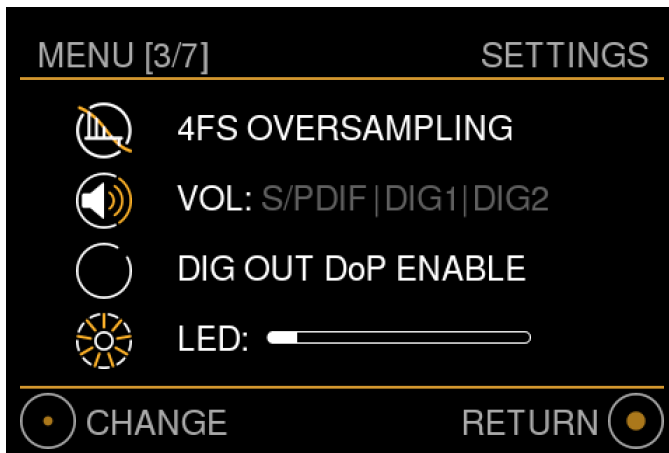 MENU [3/7] SETTINGS
4FS OVERSAMPLING
VOL: S/PDIF|DIG1|DIG2
DIG OUT DoP ENABLE
LED:
CHANGE RETURN